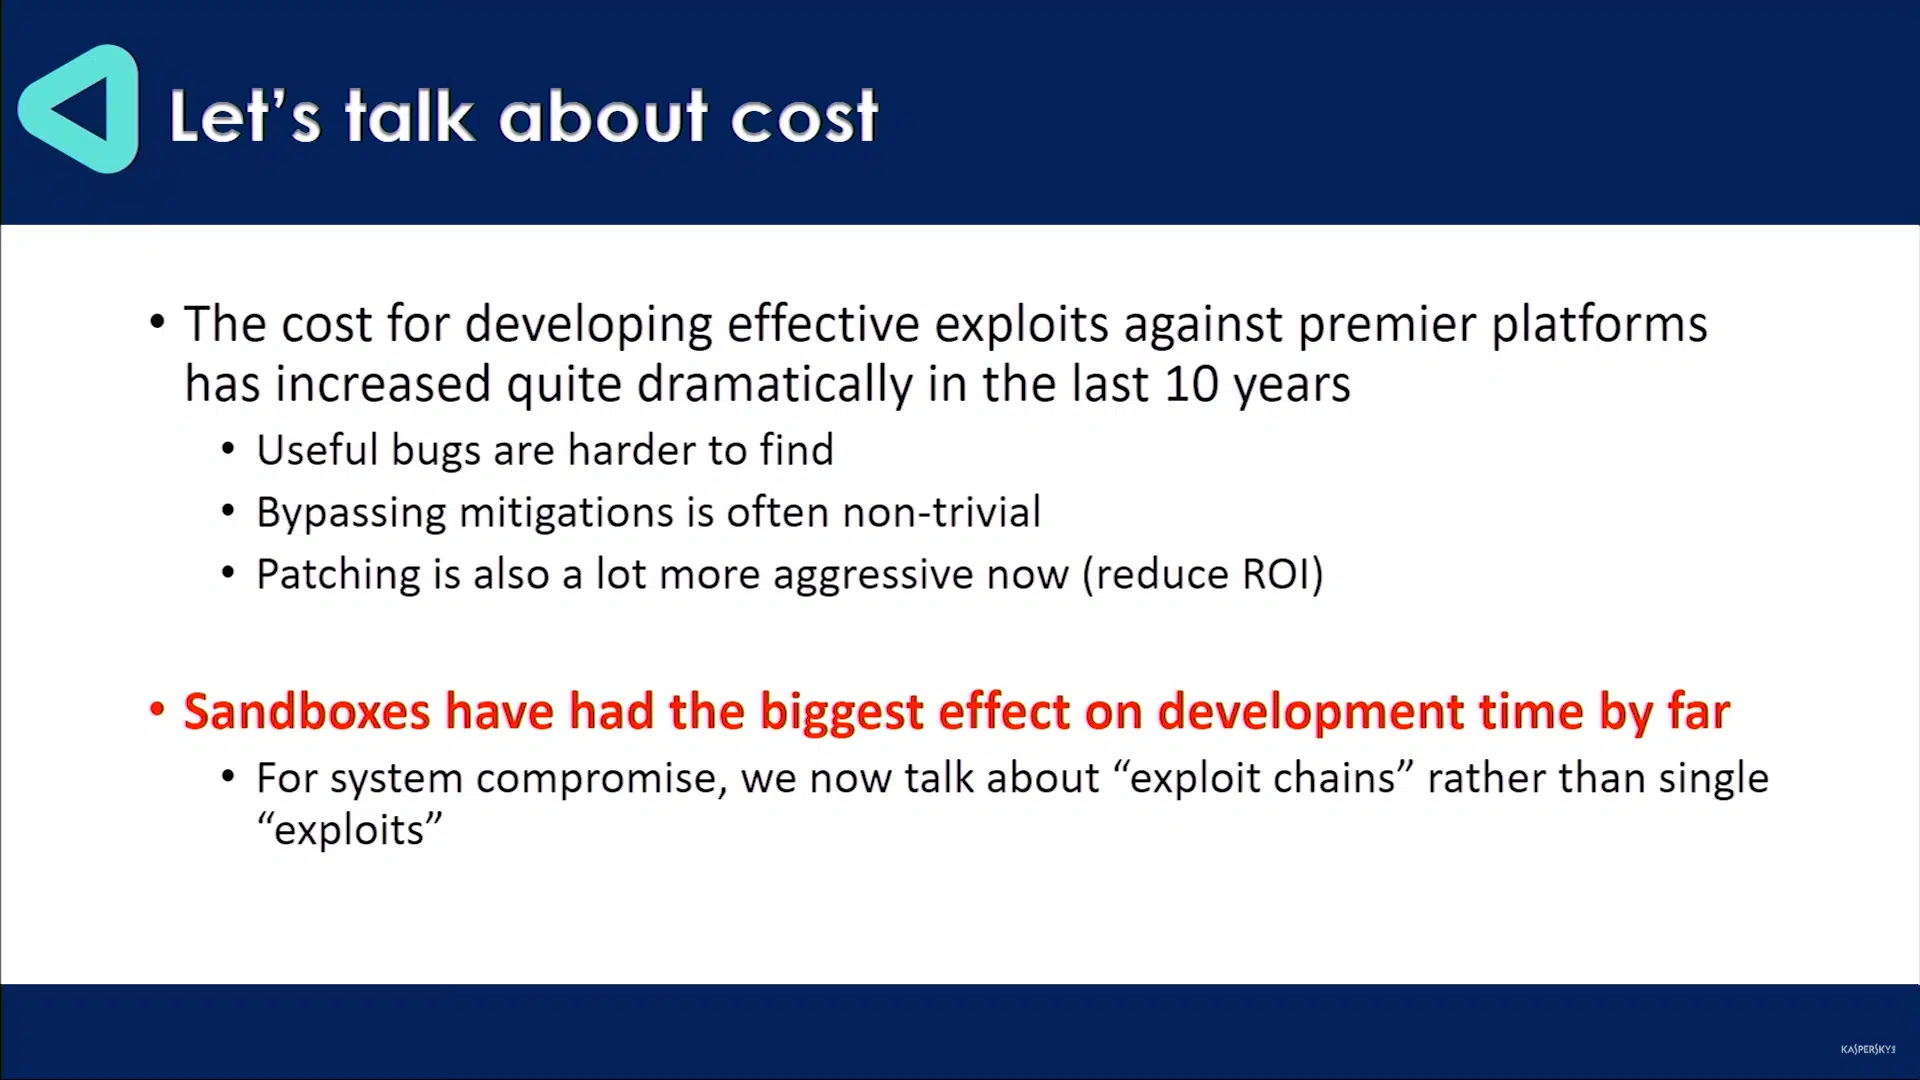 Let's talk about cost
• The cost for developing effective exploits against premier platforms
has increased quite dramatically in the last 10 years
• Useful bugs are harder to find
• Bypassing mitigations is often non-trivial
• Patching is also a lot more aggressive now (reduce ROI)
• Sandboxes have had the biggest effect on development time by far
• For system compromise, we now talk about “exploit chains” rather than single
“exploits”
KASPERSKY